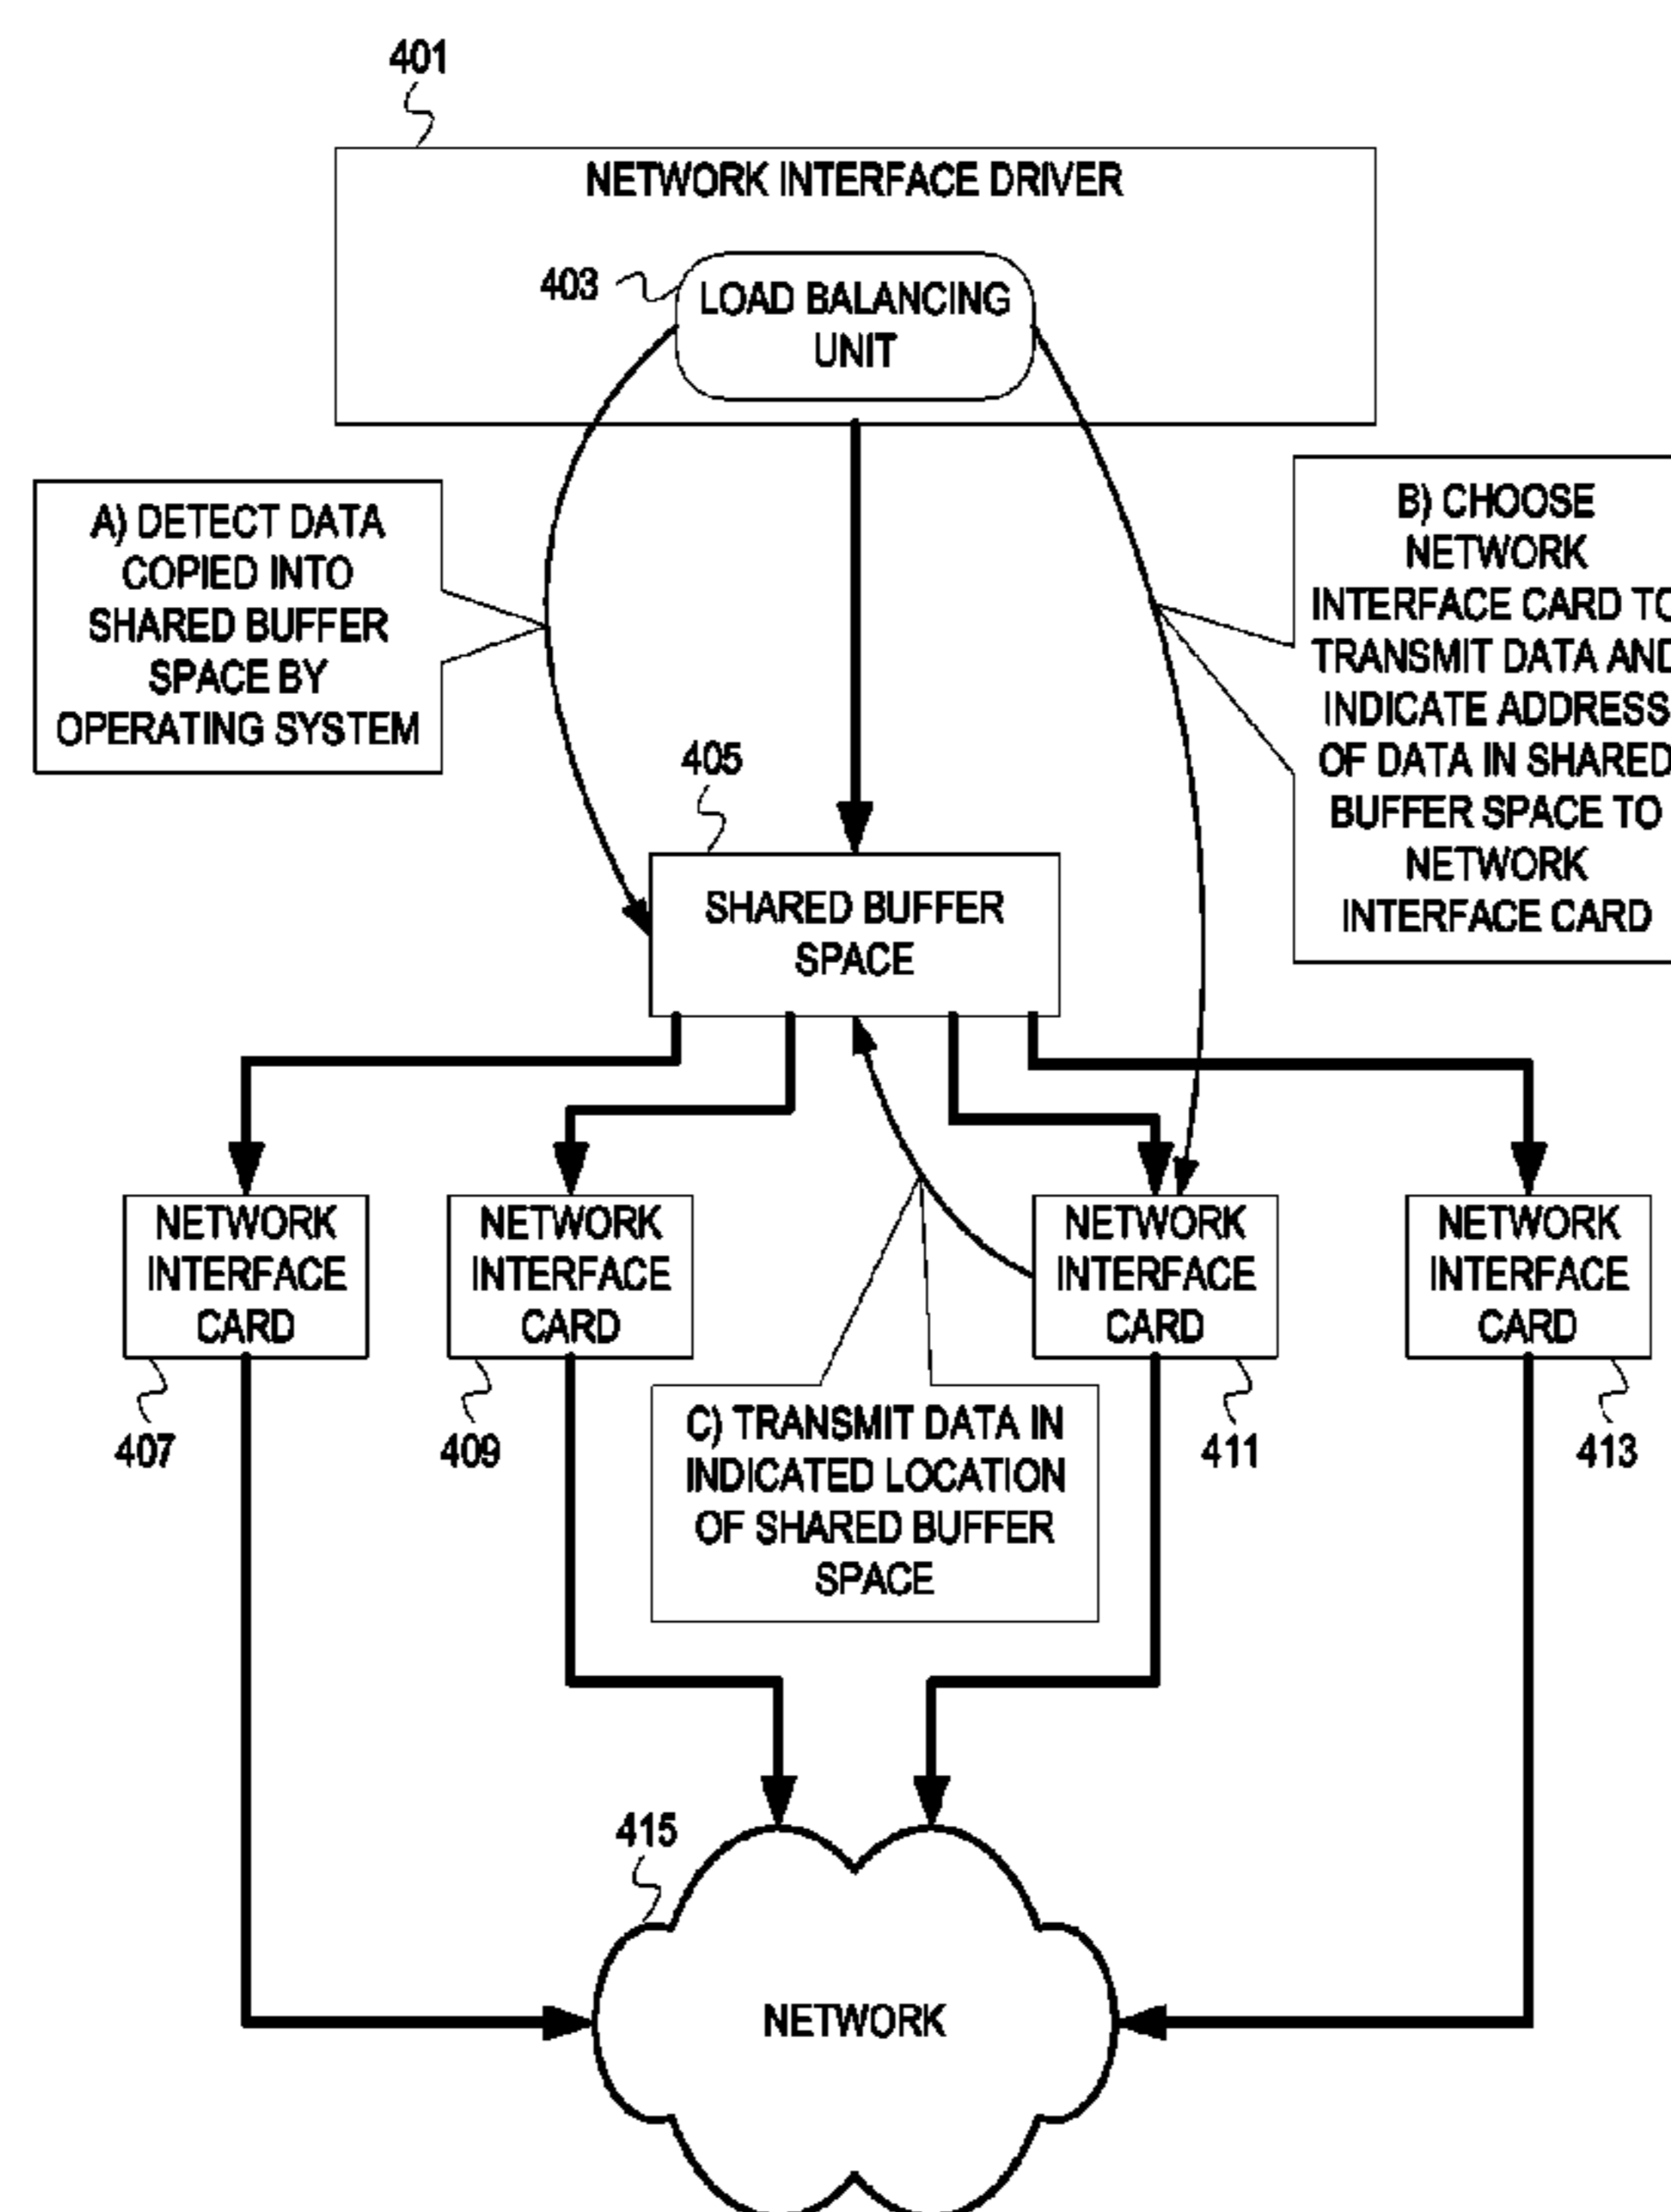 401
NETWORK INTERFACE DRIVER
403
LOAD BALANCING
UNIT
A) DETECT DATA
COPIED INTO
SHARED BUFFER
SPACE BY
OPERATING SYSTEM
B) CHOOSE
NETWORK
INTERFACE CARD TO
TRANSMIT DATA AND
INDICATE ADDRESS
OF DATA IN SHARED
BUFFER SPACE TO
NETWORK
INTERFACE CARD
405
SHARED BUFFER
SPACE
NETWORK
INTERFACE
CARD
407
NETWORK
INTERFACE
CARD
409
NETWORK
INTERFACE
CARD
411
NETWORK
INTERFACE
CARD
413
C) TRANSMIT DATA IN
INDICATED LOCATION
OF SHARED BUFFER
SPACE
415
NETWORK